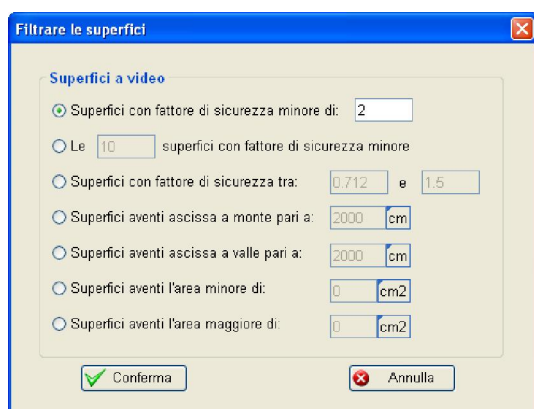 Filtrare le superfici
Superfici a video
Superfici con fattore di sicurezza minore di: 2
Le 10 superfici con fattore di sicurezza minore
Superfici con fattore di sicurezza tra: 0.712 e 1.5
Superfici aventi ascissa a monte pari a: 2000 cm
Superfici aventi ascissa a valle pari a: 2000 cm
Superfici aventi l'area minore di: 0 cm2
Superfici aventi l'area maggiore di: 0 cm2
Conferma Annulla